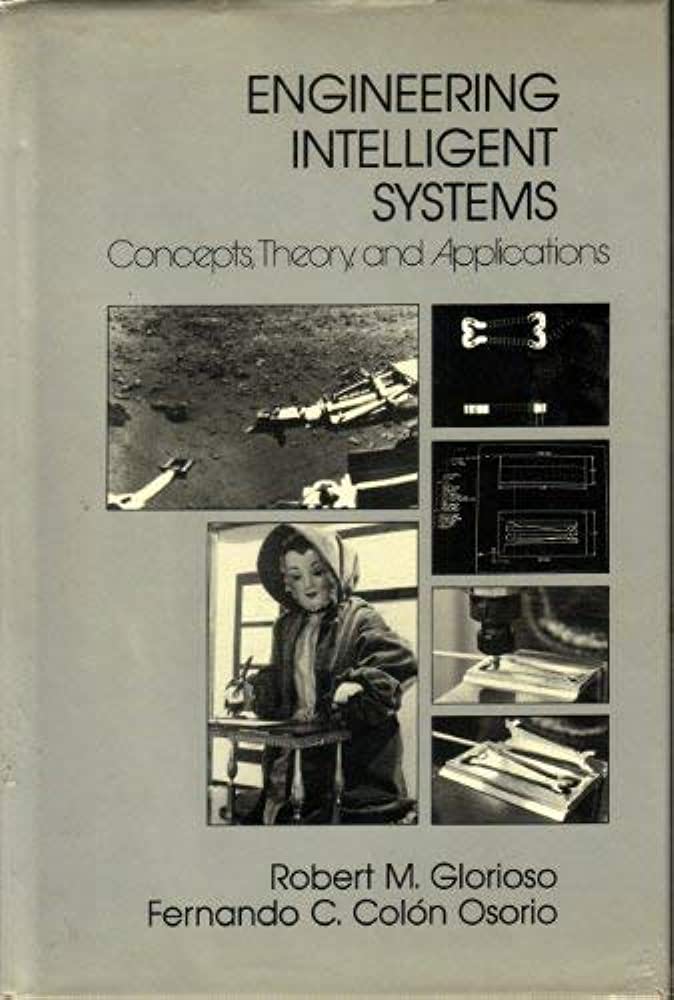 ENGINEERING
INTELLIGENT
SYSTEMS
Concepts, Theory, and Applications
Robert M. Glorioso
Fernando C. Colón Osorio